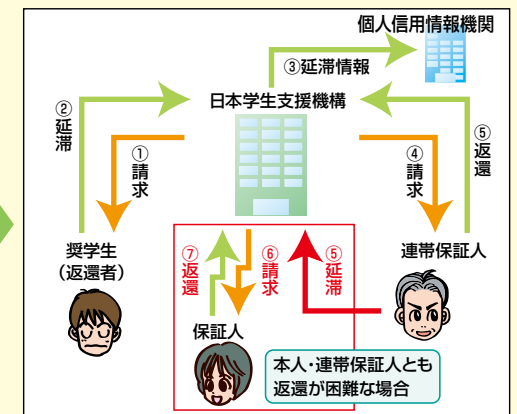 個人信用情報機関
③延滞情報
日本学生支援機構
②延滞
①請求
④請求
⑤返還
奨学生
（返還者）
連帯保証人
⑦返還
⑥請求
⑤延滞
保証人
本人・連帯保証人とも
返還が困難な場合